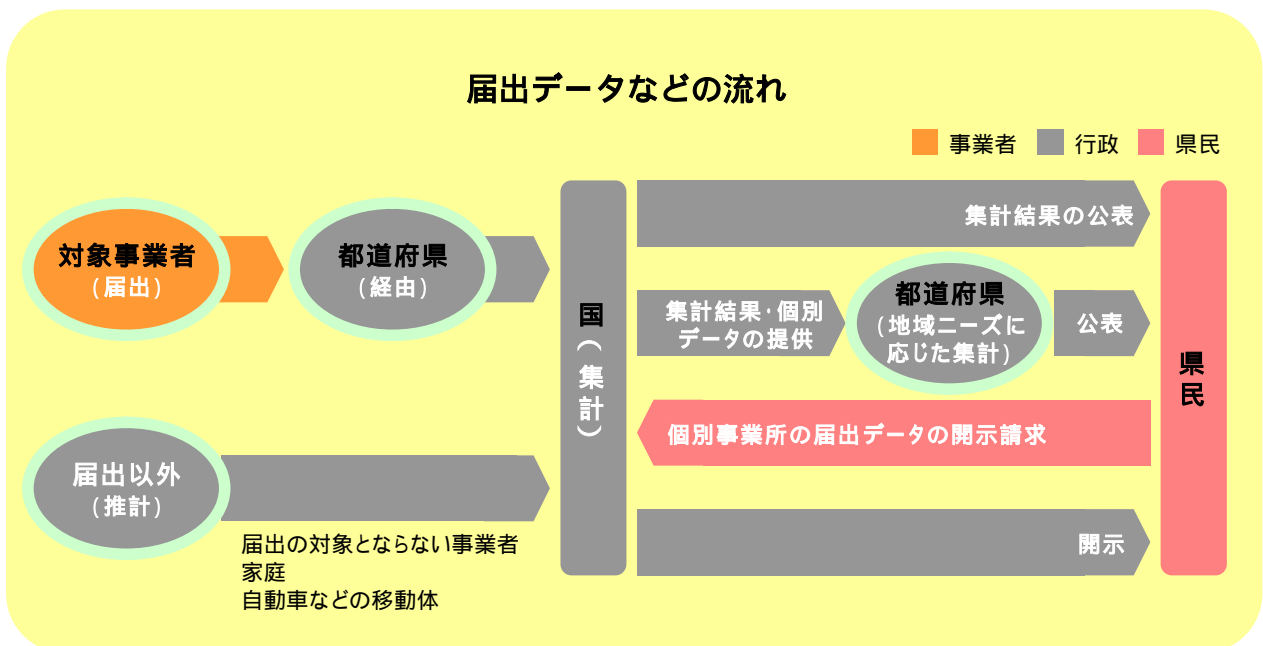 届出データなどの流れ
事業者 行政 県民
対象事業者
(届出)
都道府県
(経由)
国(集計)
集計結果の公表
集計結果・個別
データの提供
都道府県
(地域ニーズに
応じた集計)
公表
個別事業所の届出データの開示請求
開示
県民
届出以外
(推計)
届出の対象とならない事業者
家庭
自動車などの移動体